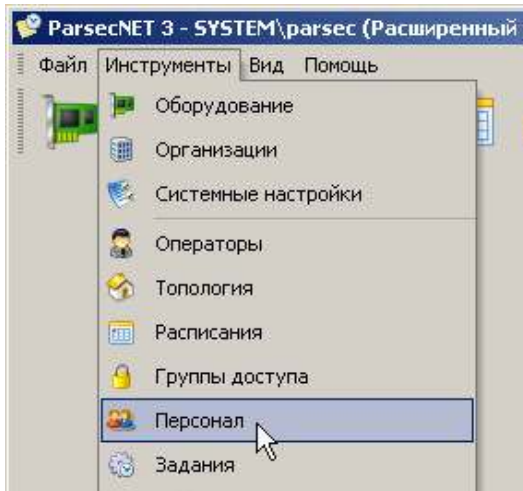 ParsecNET 3 - SYSTEM\parsec (Расширенный
Файл Инструменты Вид Помощь
Оборудование
Организации
Системные настройки
Операторы
Топология
Расписания
Группы доступа
Персонал
Задания